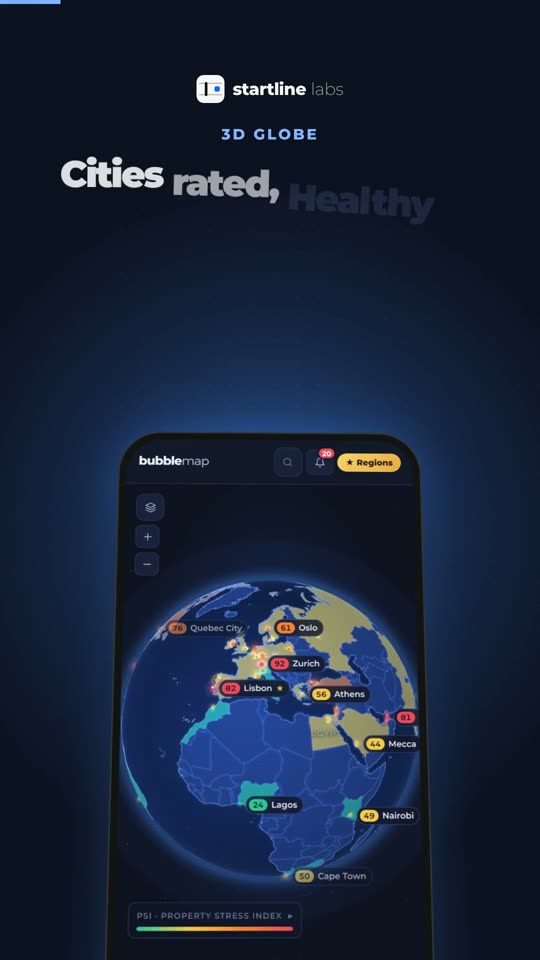 startline labs
3D GLOBE
Cities rated, Healthy
bubblemap
20
★ Regions
76 Quebec City
61 Oslo
92 Zurich
82 Lisbon ★
56 Athens
81
EGYPT
44 Mecca
24 Lagos
49 Nairobi
50 Cape Town
PSI · PROPERTY STRESS INDEX ▸